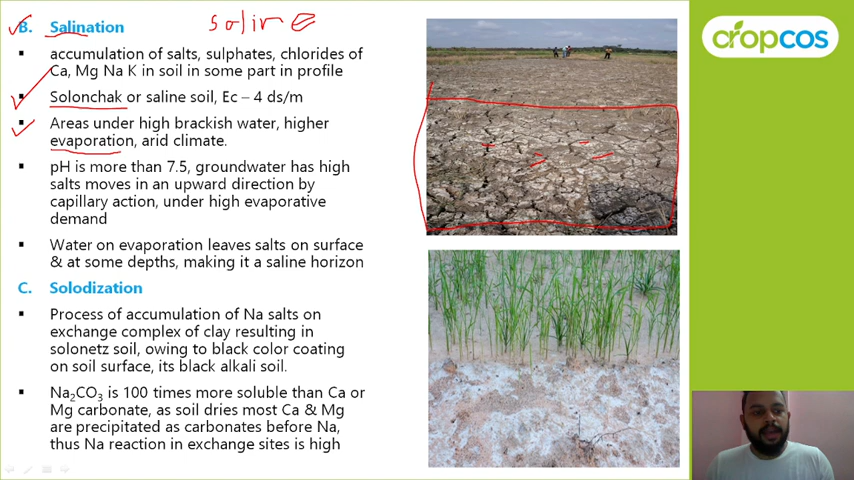 B. Salination
saline
▪ accumulation of salts, sulphates, chlorides of
Ca, Mg Na K in soil in some part in profile
▪ Solonchak or saline soil, Ec – 4 ds/m
▪ Areas under high brackish water, higher
evaporation, arid climate.
▪ pH is more than 7.5, groundwater has high
salts moves in an upward direction by
capillary action, under high evaporative
demand
▪ Water on evaporation leaves salts on surface
& at some depths, making it a saline horizon
C. Solodization
▪ Process of accumulation of Na salts on
exchange complex of clay resulting in
solonetz soil, owing to black color coating
on soil surface, its black alkali soil.
▪ Na₂CO₃ is 100 times more soluble than Ca or
Mg carbonate, as soil dries most Ca & Mg
are precipitated as carbonates before Na,
thus Na reaction in exchange sites is high
cropcos